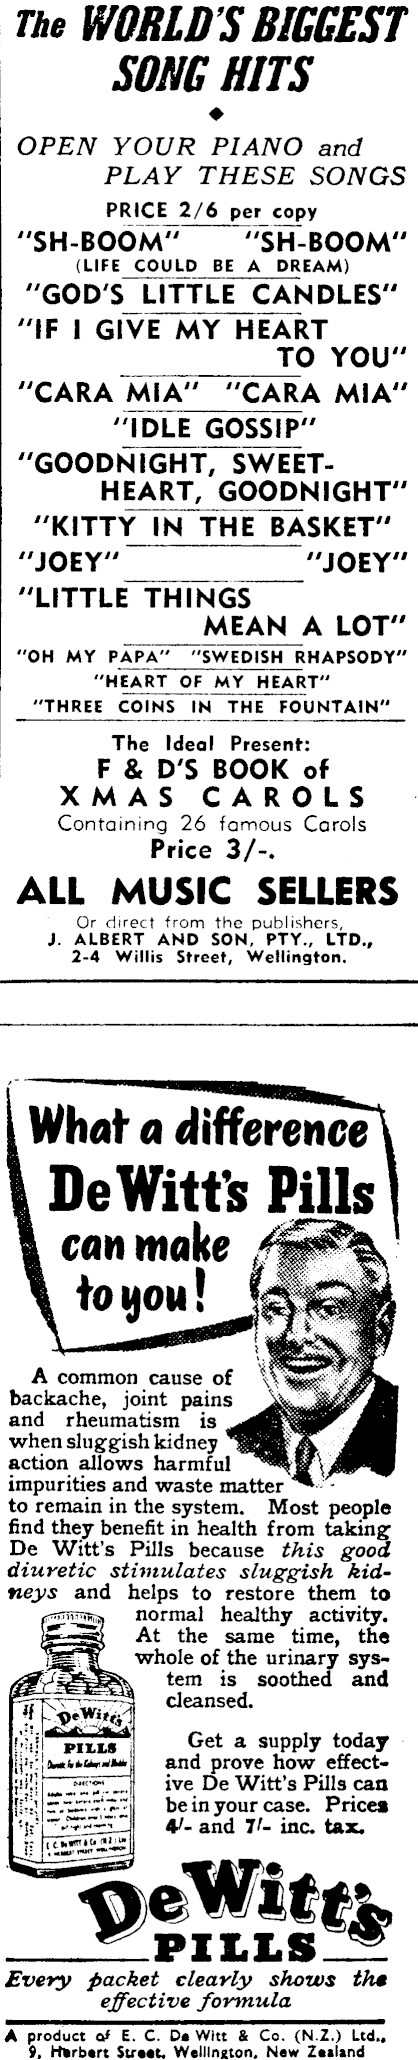 The WORLD'S BIGGEST
SONG HITS
OPEN YOUR PIANO and
PLAY THESE SONGS
PRICE 2/6 per copy
"SH-BOOM" "SH-BOOM"
(LIFE COULD BE A DREAM)
"GOD'S LITTLE CANDLES"
"IF I GIVE MY HEART
TO YOU"
"CARA MIA" "CARA MIA"
"IDLE GOSSIP"
"GOODNIGHT, SWEET-
HEART, GOODNIGHT"
"KITTY IN THE BASKET"
"JOEY" "JOEY"
"LITTLE THINGS
MEAN A LOT"
"OH MY PAPA" "SWEDISH RHAPSODY"
"HEART OF MY HEART"
"THREE COINS IN THE FOUNTAIN"
The Ideal Present:
F & D'S BOOK of
XMAS CAROLS
Containing 26 famous Carols
Price 3/-.
ALL MUSIC SELLERS
Or direct from the publishers,
J. ALBERT AND SON, PTY., LTD.,
2-4 Willis Street, Wellington.
What a difference
De Witt's Pills
can make
to you!
A common cause of
backache, joint pains
and rheumatism is
when sluggish kidney
action allows harmful
impurities and waste matter
to remain in the system. Most people
find they benefit in health from taking
De Witt's Pills because this good
diuretic stimulates sluggish kid-
neys and helps to restore them to
normal healthy activity.
At the same time, the
whole of the urinary sys-
tem is soothed and
cleansed.
De Witt's
PILLS
Diuretic for the Kidneys and Bladder
DIRECTIONS
E. C. De WITT & Co (N.Z.) Ltd
Get a supply today
and prove how effect-
ive De Witt's Pills can
be in your case. Prices
4/- and 7/- inc. tax.
De Witt's
PILLS
Every packet clearly shows the
effective formula
A product of E. C. De Witt & Co. (N.Z.) Ltd.,
9, Herbert Street, Wellington, New Zealand